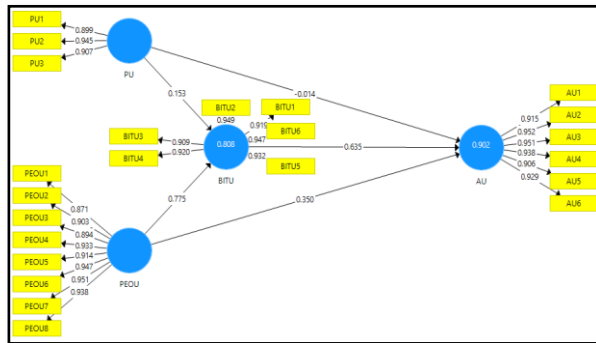 PU1
0.899
PU2
0.945
PU3
0.907
PU
-0.014
0.153
BITU2
BITU1
0.949
0.919
BITU6
BITU3
0.909
0.947
BITU4
0.920
0.808
0.932
BITU5
BITU
0.635
0.902
AU
AU1
0.915
AU2
0.952
AU3
0.951
0.938
AU4
0.906
AU5
0.929
AU6
PEOU1
PEOU2
0.871
0.903
PEOU3
0.894
PEOU4
0.933
PEOU5
0.914
PEOU6
0.947
PEOU7
0.951
0.938
PEOU8
PEOU
0.775
0.350